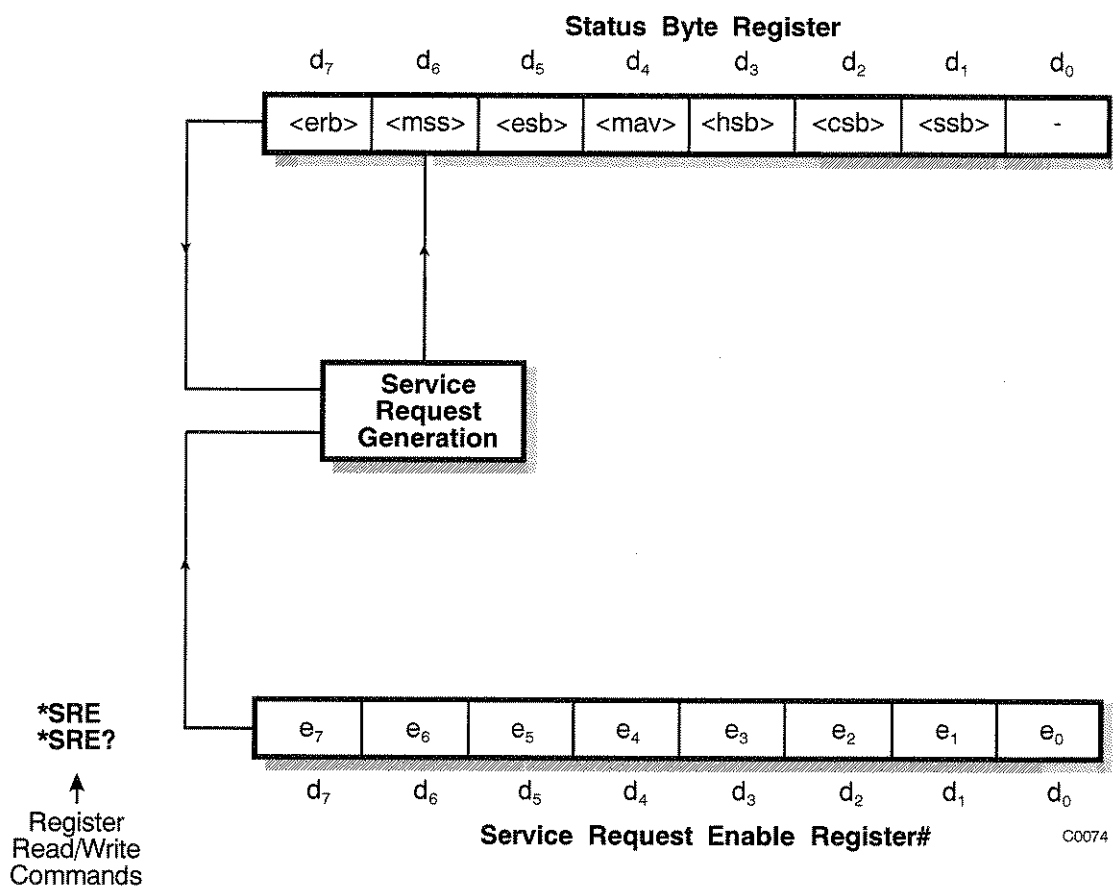 Status Byte Register
d₇ d₆ d₅ d₄ d₃ d₂ d₁ d₀
<erb> <mss> <esb> <mav> <hsb> <csb> <ssb> -
Service
Request
Generation
*SRE
*SRE?
e₇ e₆ e₅ e₄ e₃ e₂ e₁ e₀
d₇ d₆ d₅ d₄ d₃ d₂ d₁ d₀
Register
Read/Write
Commands
Service Request Enable Register#
C0074